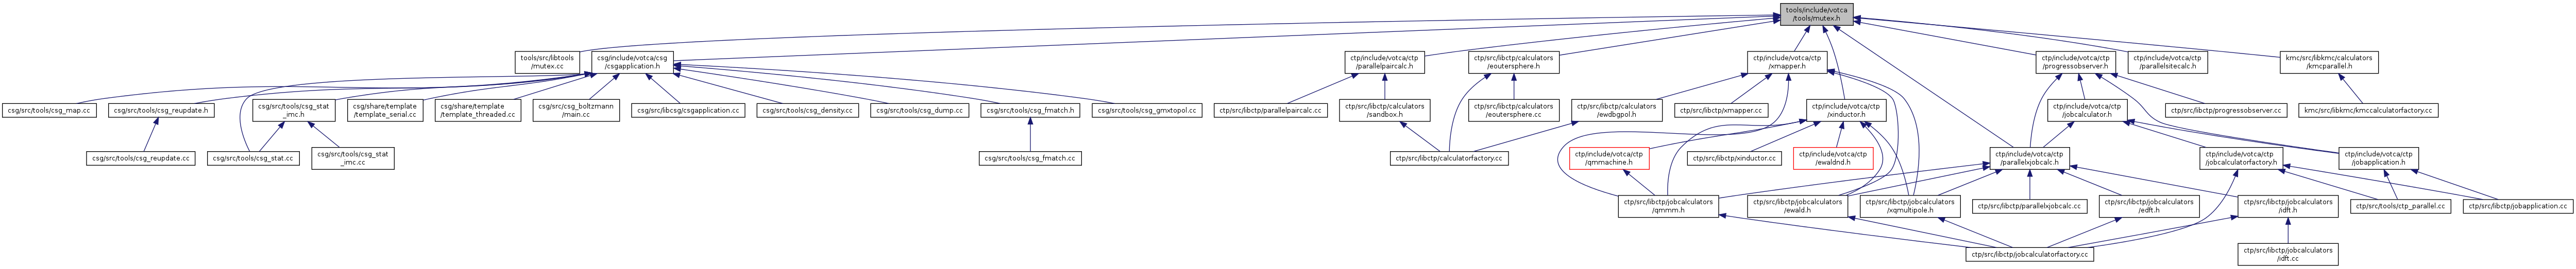 tools/include/votca
/tools/mutex.h
tools/src/libtools
/mutex.cc
csg/include/votca/csg
/csgapplication.h
ctp/include/votca/ctp
/parallelpaircalc.h
ctp/src/libctp/calculators
/eoutersphere.h
ctp/include/votca/ctp
/xmapper.h
ctp/include/votca/ctp
/progressobserver.h
ctp/include/votca/ctp
/parallelsitecalc.h
kmc/src/libkmc/calculators
/kmcparallel.h
csg/src/tools/csg_map.cc
csg/src/tools/csg_reupdate.h
csg/src/tools/csg_stat
_imc.h
csg/share/template
/template_serial.cc
csg/share/template
/template_threaded.cc
csg/src/csg_boltzmann
/main.cc
csg/src/libcsg/csgapplication.cc
csg/src/tools/csg_density.cc
csg/src/tools/csg_dump.cc
csg/src/tools/csg_fmatch.h
csg/src/tools/csg_gmxtopol.cc
ctp/src/libctp/parallelpaircalc.cc
ctp/src/libctp/calculators
/sandbox.h
ctp/src/libctp/calculators
/eoutersphere.cc
ctp/src/libctp/calculators
/ewdbgpol.h
ctp/src/libctp/xmapper.cc
ctp/include/votca/ctp
/xinductor.h
ctp/include/votca/ctp
/jobcalculator.h
ctp/src/libctp/progressobserver.cc
kmc/src/libkmc/kmccalculatorfactory.cc
csg/src/tools/csg_reupdate.cc
csg/src/tools/csg_stat.cc
csg/src/tools/csg_stat
_imc.cc
csg/src/tools/csg_fmatch.cc
ctp/src/libctp/calculatorfactory.cc
ctp/include/votca/ctp
/qmmachine.h
ctp/src/libctp/xinductor.cc
ctp/include/votca/ctp
/ewaldnd.h
ctp/include/votca/ctp
/parallelxjobcalc.h
ctp/include/votca/ctp
/jobcalculatorfactory.h
ctp/include/votca/ctp
/jobapplication.h
ctp/src/libctp/jobcalculators
/qmmm.h
ctp/src/libctp/jobcalculators
/ewald.h
ctp/src/libctp/jobcalculators
/xqmultipole.h
ctp/src/libctp/parallelxjobcalc.cc
ctp/src/libctp/jobcalculators
/edft.h
ctp/src/libctp/jobcalculators
/idft.h
ctp/src/tools/ctp_parallel.cc
ctp/src/libctp/jobapplication.cc
ctp/src/libctp/jobcalculatorfactory.cc
ctp/src/libctp/jobcalculators
/idft.cc